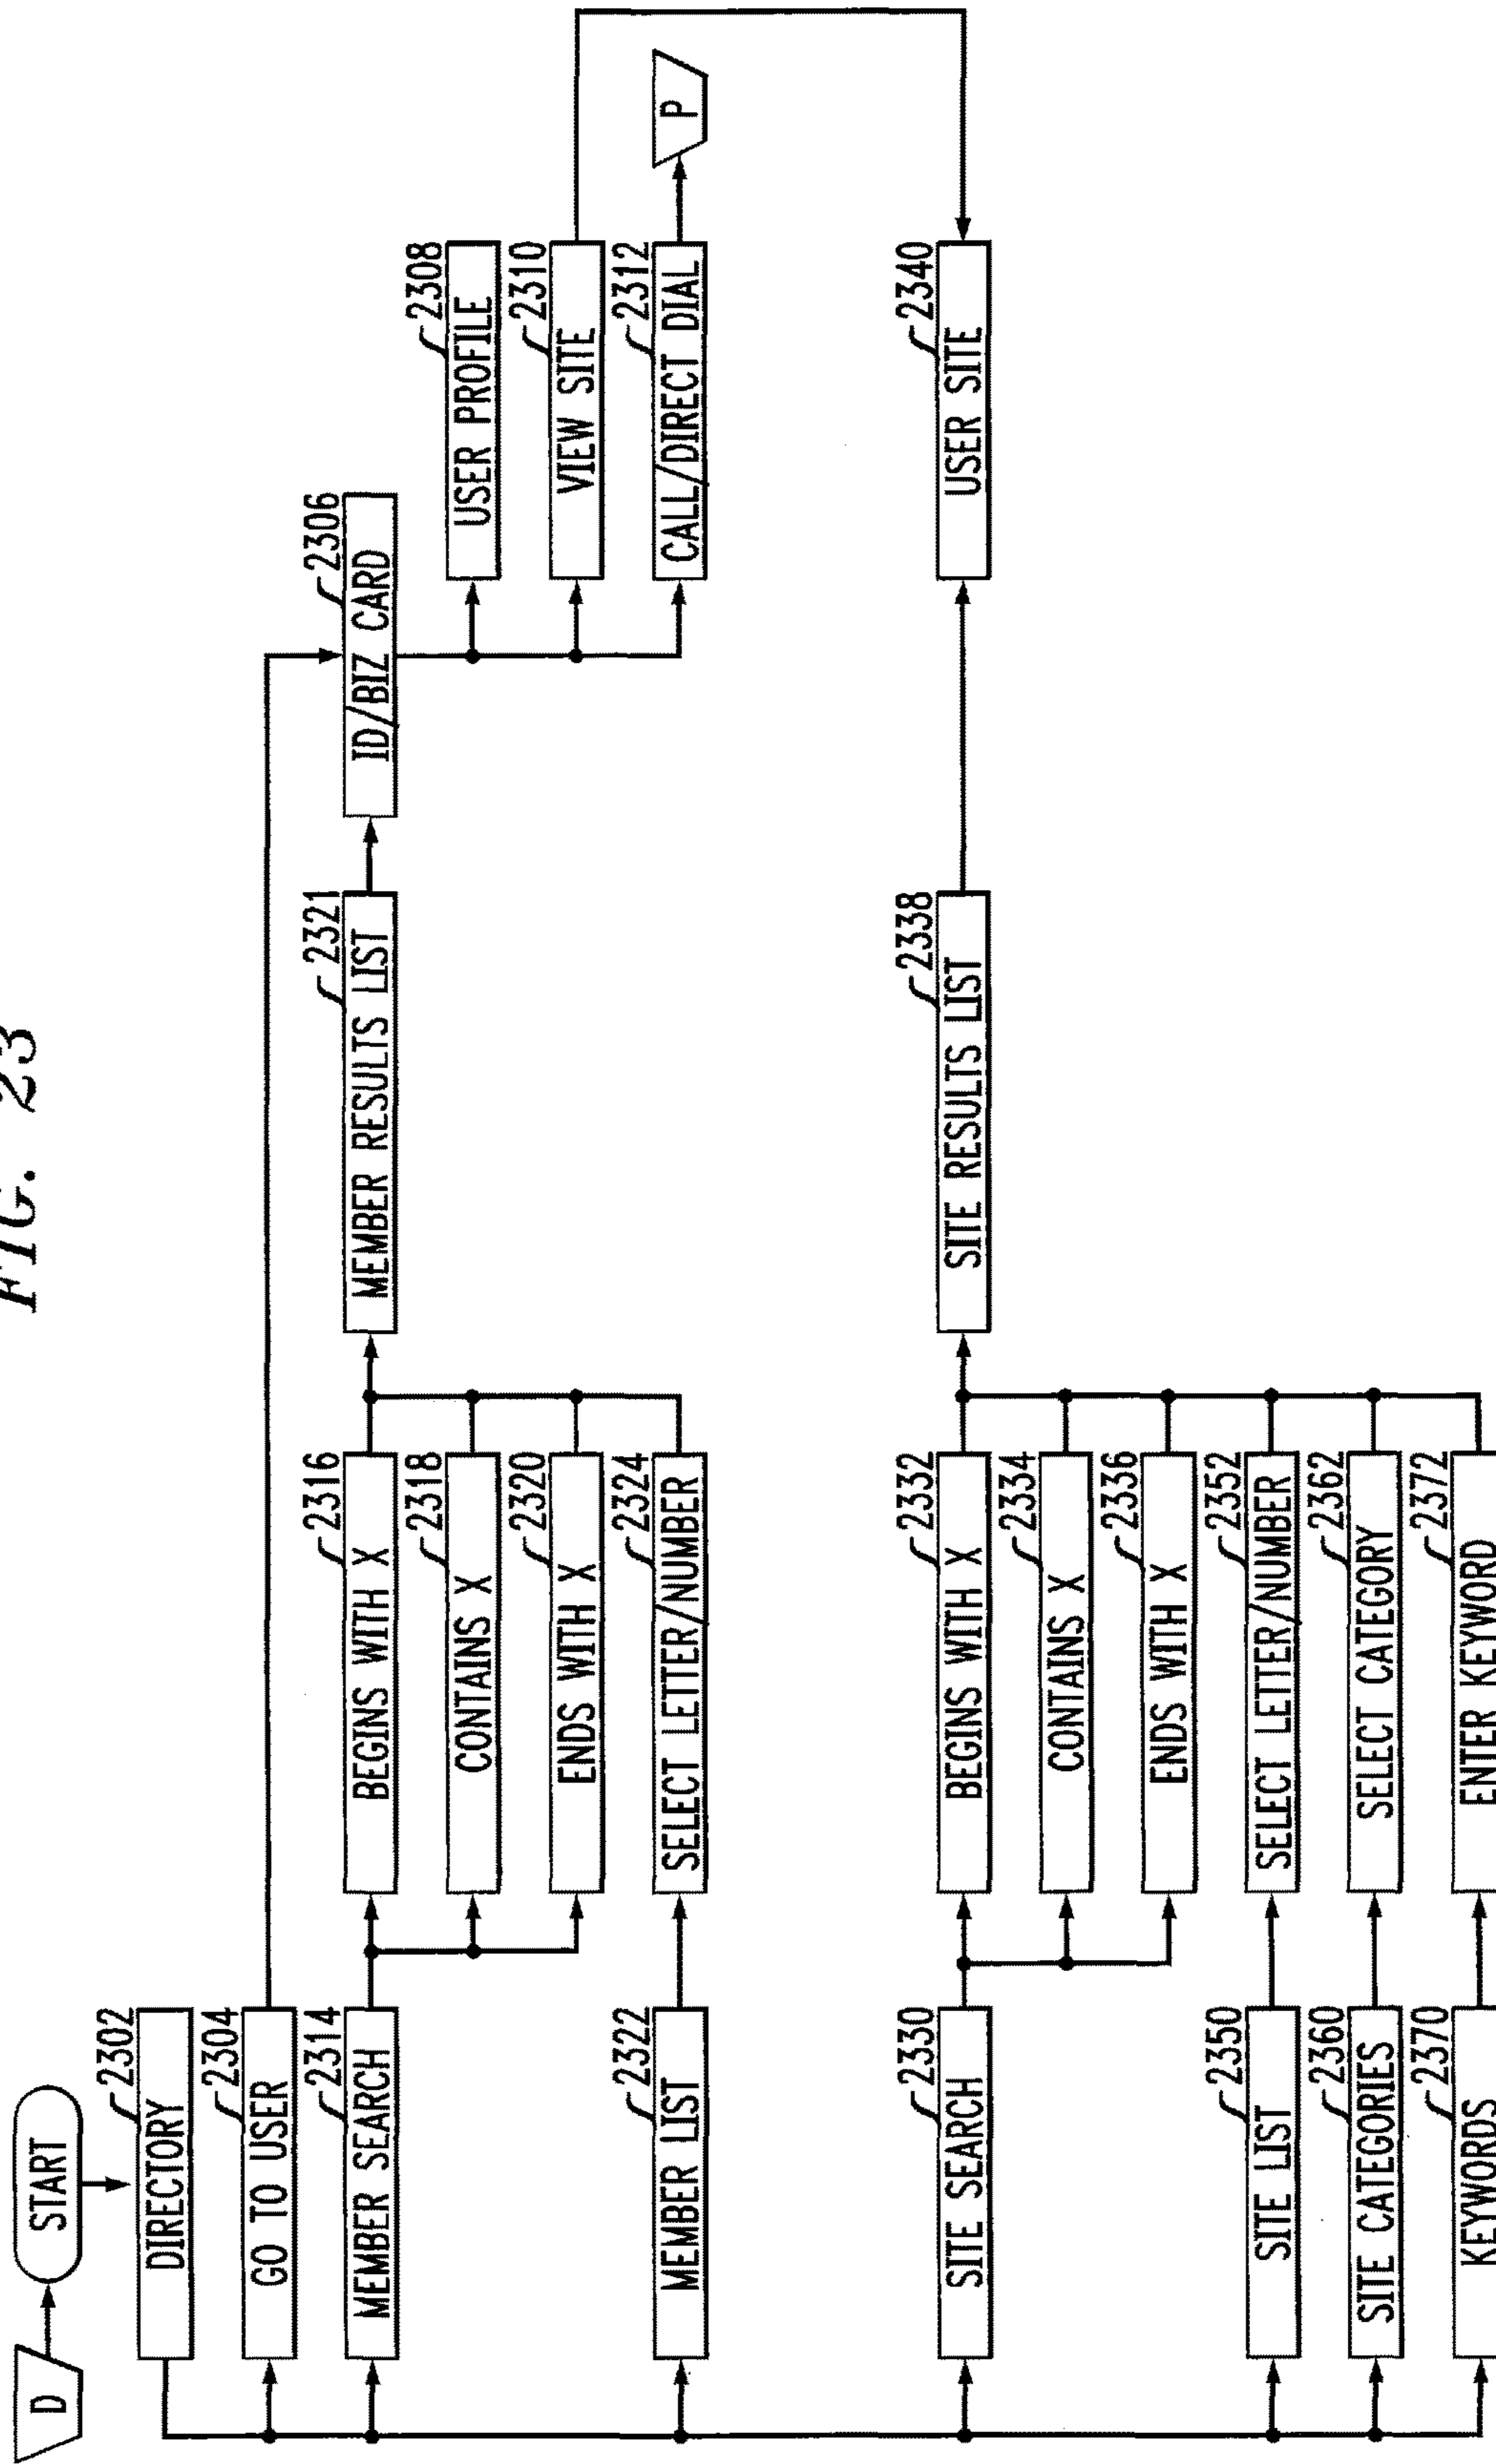 FIG. 23
D
START
DIRECTORY
2302
GO TO USER
2304
MEMBER SEARCH
2314
MEMBER LIST
2322
SITE SEARCH
2330
SITE LIST
2350
SITE CATEGORIES
2360
KEYWORDS
2370
BEGINS WITH X
2316
CONTAINS X
2318
ENDS WITH X
2320
SELECT LETTER/NUMBER
2324
BEGINS WITH X
2332
CONTAINS X
2334
ENDS WITH X
2336
SELECT LETTER/NUMBER
2352
SELECT CATEGORY
2362
ENTER KEYWORD
2372
MEMBER RESULTS LIST
2321
SITE RESULTS LIST
2338
ID/BIZ CARD
2306
USER PROFILE
2308
VIEW SITE
2310
CALL/DIRECT DIAL
2312
P
USER SITE
2340